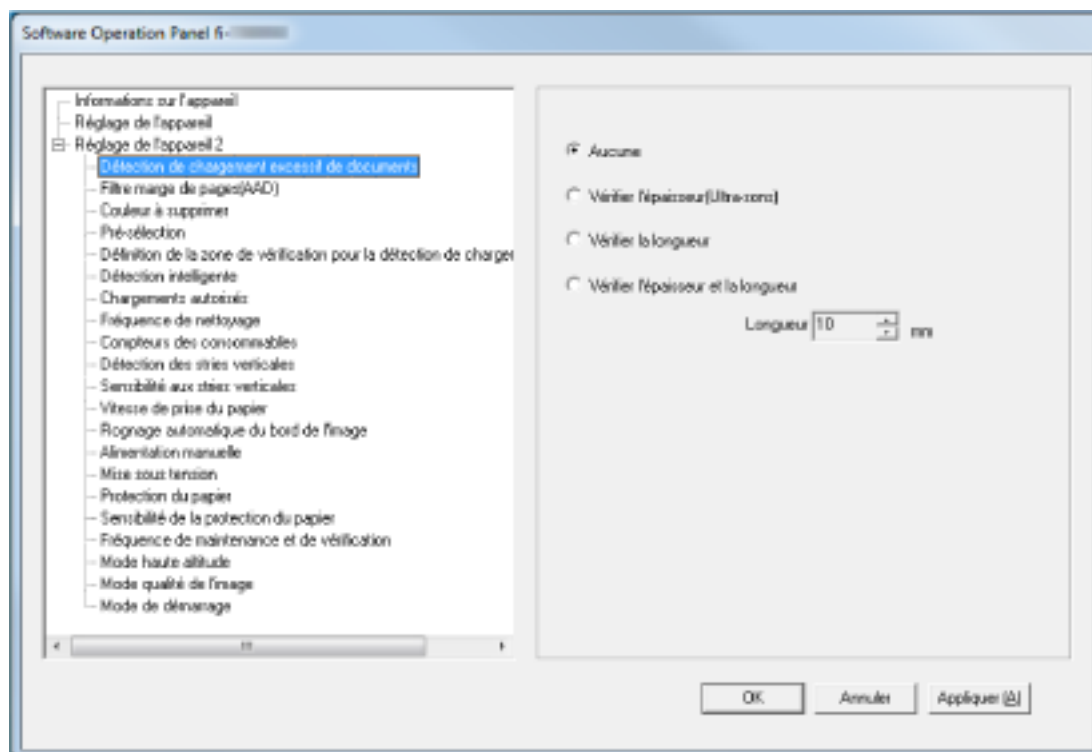 Software Operation Panel fi-
Informations sur l'appareil
Réglage de l'appareil
Réglage de l'appareil 2
Détection de chargement excessif de documents
Filtre marge de pages(AAD)
Couleur à supprimer
Pré-sélection
Définition de la zone de vérification pour la détection de charger
Détection intelligente
Chargements autorisés
Fréquence de nettoyage
Compteurs des consommables
Détection des stries verticales
Sensibilité aux stries verticales
Vitesse de prise du papier
Rognage automatique du bord de l'image
Alimentation manuelle
Mise sous tension
Protection du papier
Sensibilité de la protection du papier
Fréquence de maintenance et de vérification
Mode haute altitude
Mode qualité de l'image
Mode de démarrage
Aucune
Vérifier l'épaisseur(Ultra-sons)
Vérifier la longueur
Vérifier l'épaisseur et la longueur
Longueur 10 mm
OK Annuler Appliquer (A)